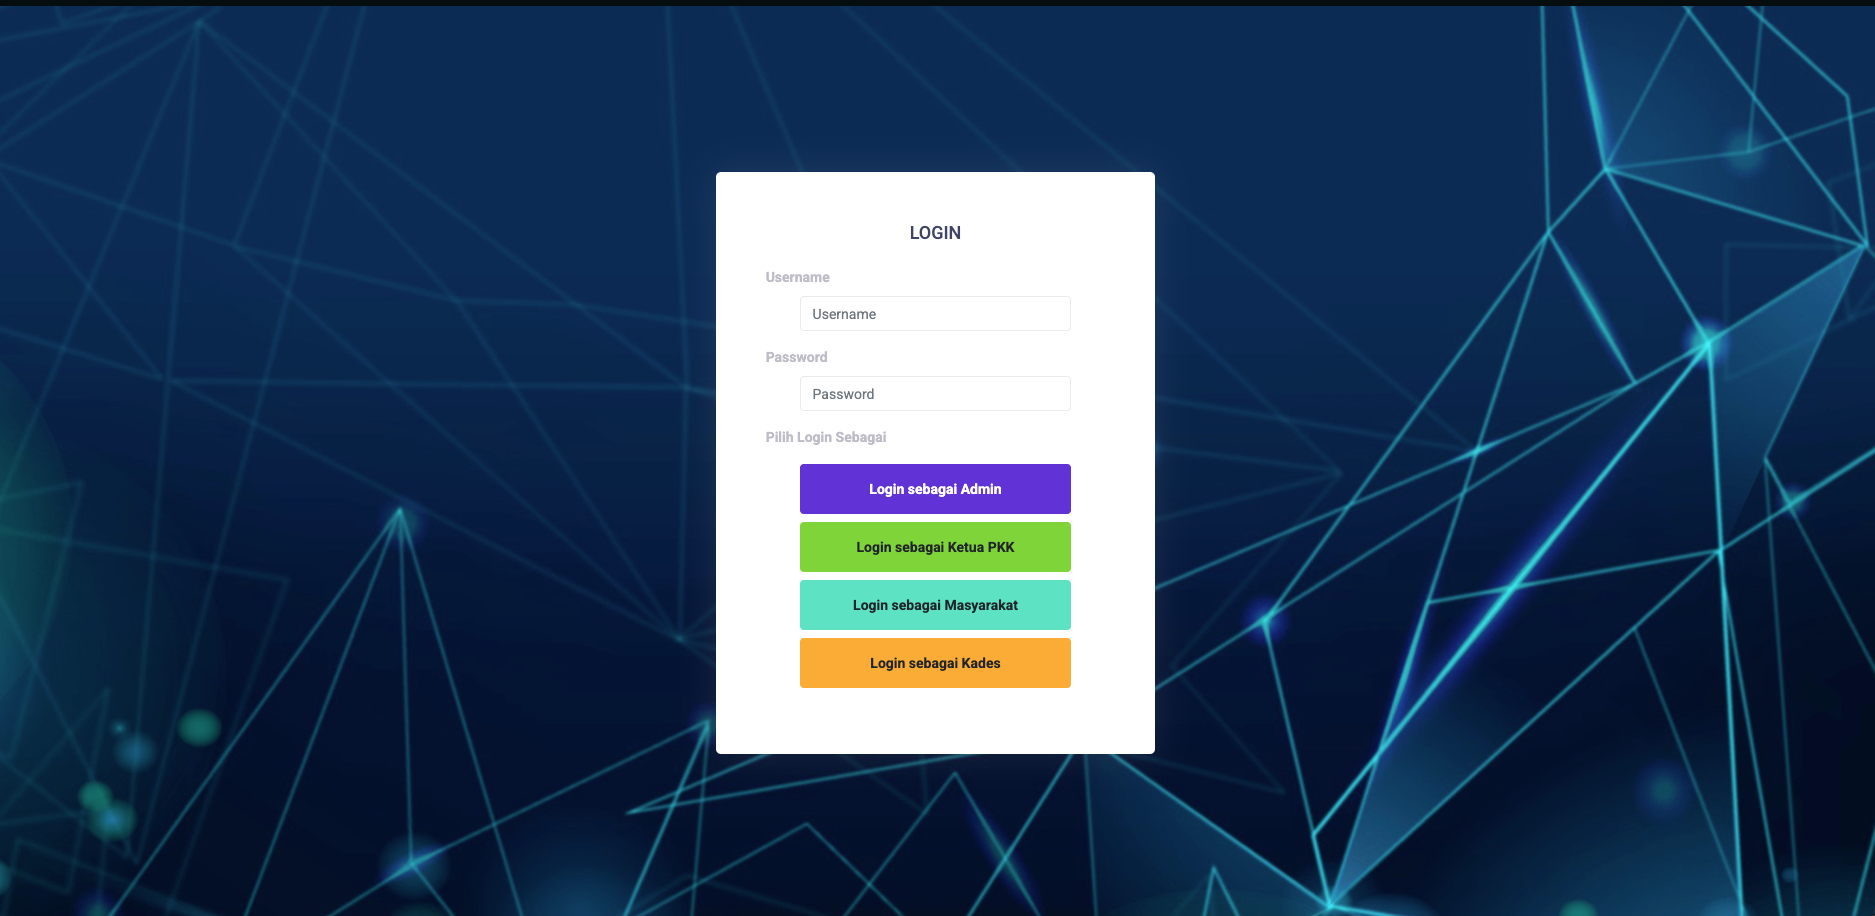 LOGIN
Username
Username
Password
Password
Pilih Login Sebagai
Login sebagai Admin
Login sebagai Ketua PKK
Login sebagai Masyarakat
Login sebagai Kades